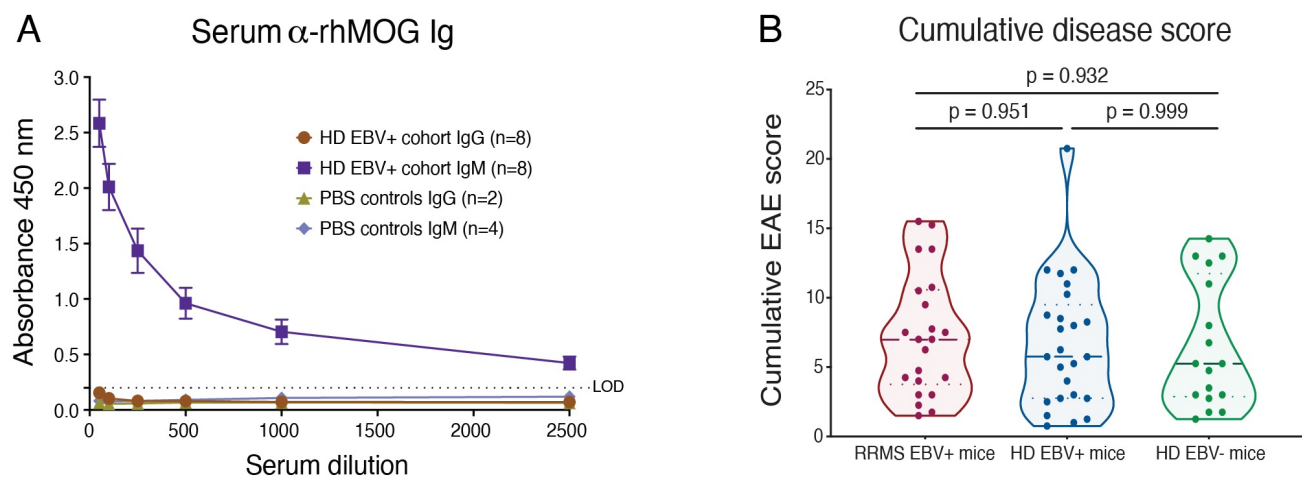 A
Serum α-rhMOG Ig
Absorbance 450 nm
3.0
2.5
2.0
1.5
1.0
0.5
0.0
HD EBV+ cohort IgG (n=8)
HD EBV+ cohort IgM (n=8)
PBS controls IgG (n=2)
PBS controls IgM (n=4)
LOD
0 500 1000 1500 2000 2500
Serum dilution
B
Cumulative disease score
Cumulative EAE score
25
20
15
10
5
0
p = 0.932
p = 0.951 p = 0.999
RRMS EBV+ mice HD EBV+ mice HD EBV- mice